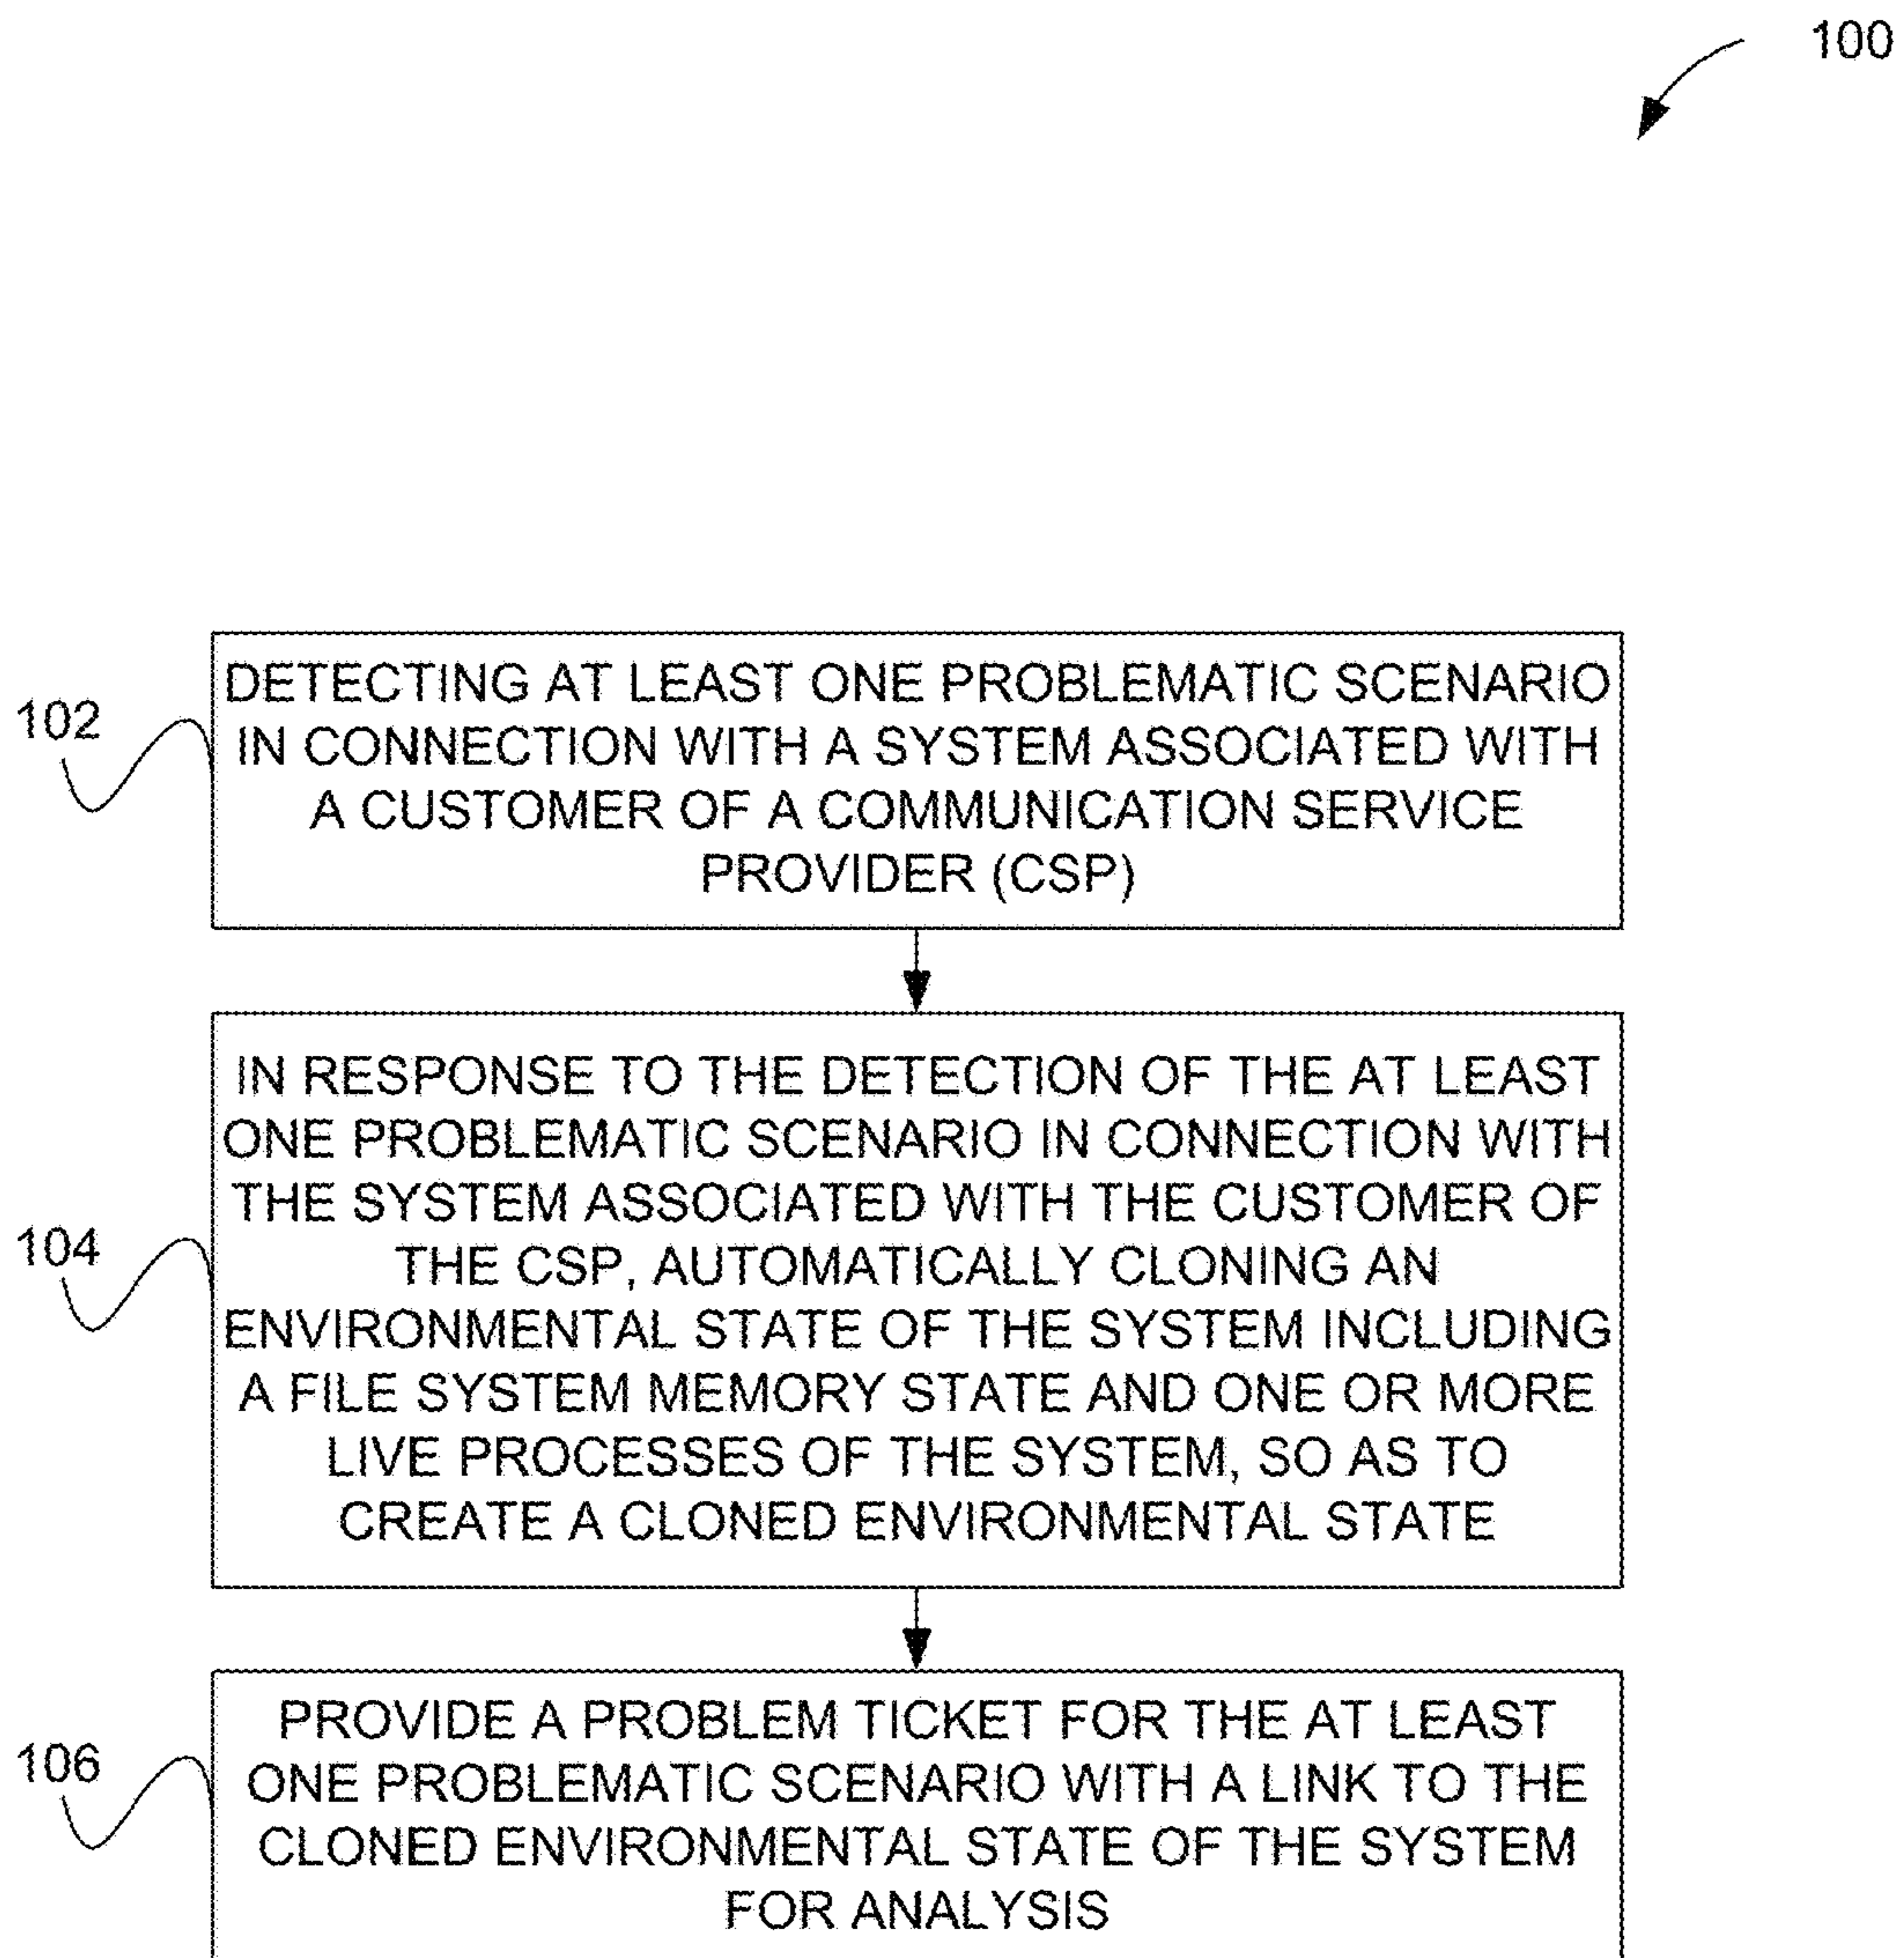 100
102
DETECTING AT LEAST ONE PROBLEMATIC SCENARIO
IN CONNECTION WITH A SYSTEM ASSOCIATED WITH
A CUSTOMER OF A COMMUNICATION SERVICE
PROVIDER (CSP)
104
IN RESPONSE TO THE DETECTION OF THE AT LEAST
ONE PROBLEMATIC SCENARIO IN CONNECTION WITH
THE SYSTEM ASSOCIATED WITH THE CUSTOMER OF
THE CSP, AUTOMATICALLY CLONING AN
ENVIRONMENTAL STATE OF THE SYSTEM INCLUDING
A FILE SYSTEM MEMORY STATE AND ONE OR MORE
LIVE PROCESSES OF THE SYSTEM, SO AS TO
CREATE A CLONED ENVIRONMENTAL STATE
106
PROVIDE A PROBLEM TICKET FOR THE AT LEAST
ONE PROBLEMATIC SCENARIO WITH A LINK TO THE
CLONED ENVIRONMENTAL STATE OF THE SYSTEM
FOR ANALYSIS